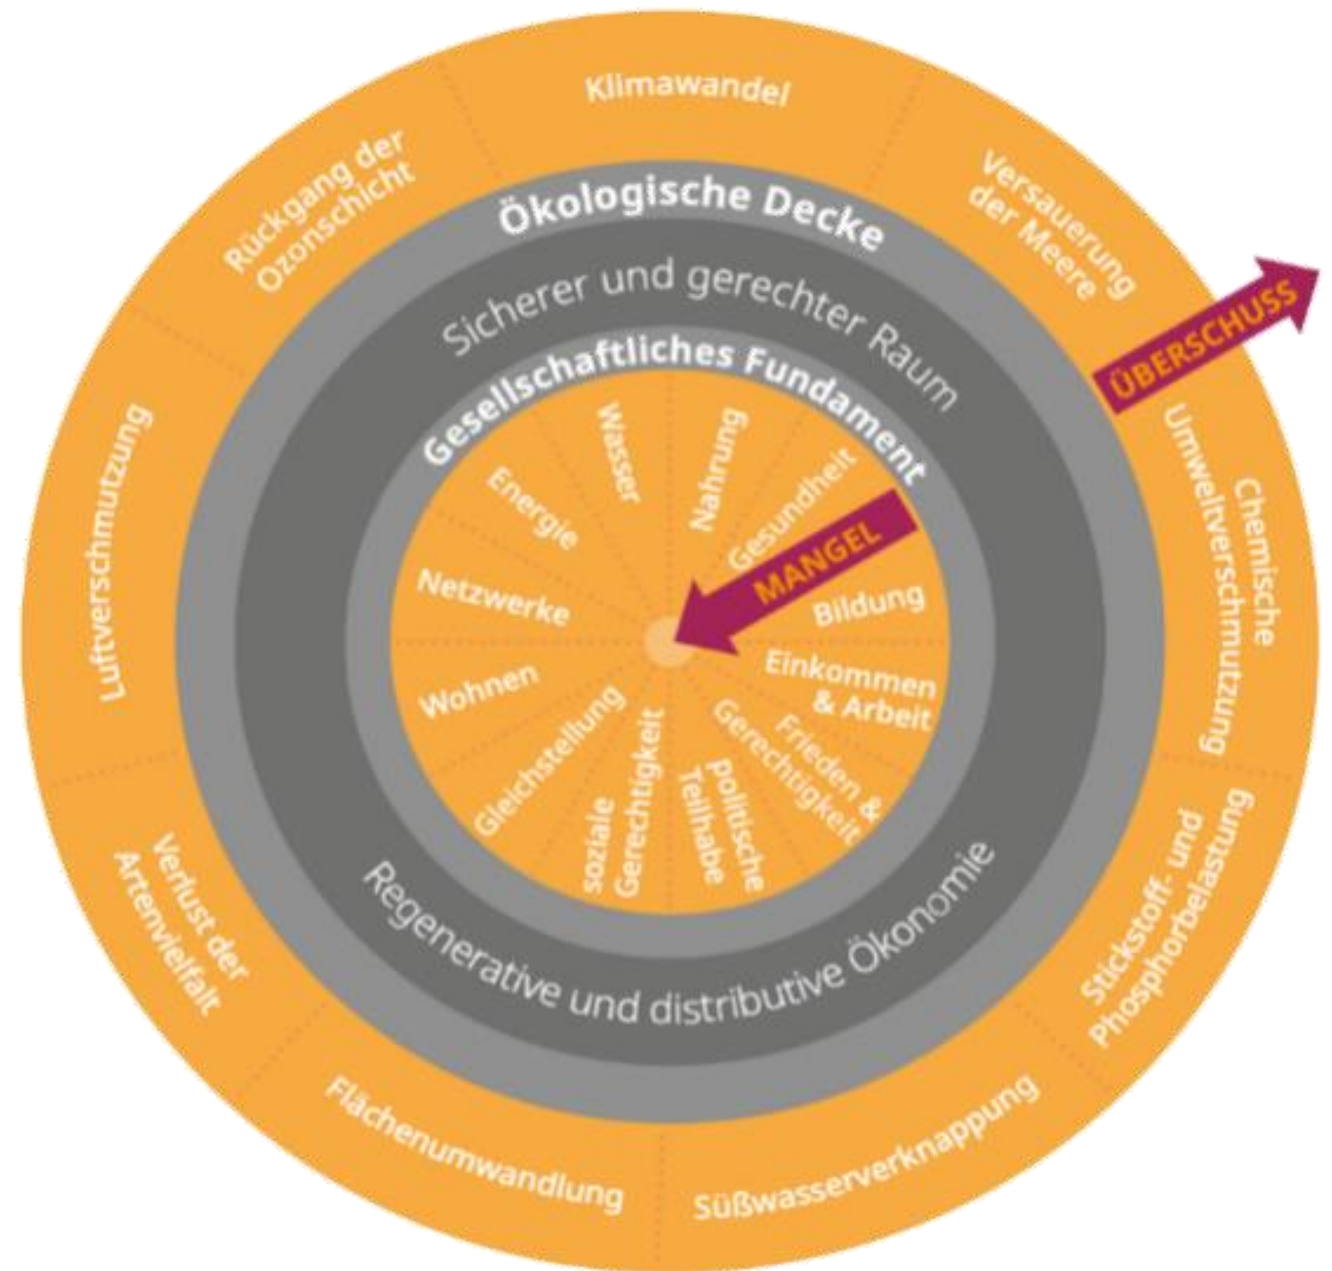 Klimawandel
Versauerung
der Meere
ÜBERSCHUSS
Chemische
Umweltverschmutzung
Stickstoff- und
Phosphorbelastung
Süßwasserverknappung
Flächenumwandlung
Verlust der
Artenvielfalt
Luftverschmutzung
Rückgang der
Ozonschicht
Ökologische Decke
Sicherer und gerechter Raum
Gesellschaftliches Fundament
Wasser
Nahrung
Gesundheit
MANGEL
Bildung
Einkommen
& Arbeit
Frieden &
Gerechtigkeit
politische
Teilhabe
soziale
Gerechtigkeit
Gleichstellung
Wohnen
Netzwerke
Energie
Regenerative und distributive Ökonomie